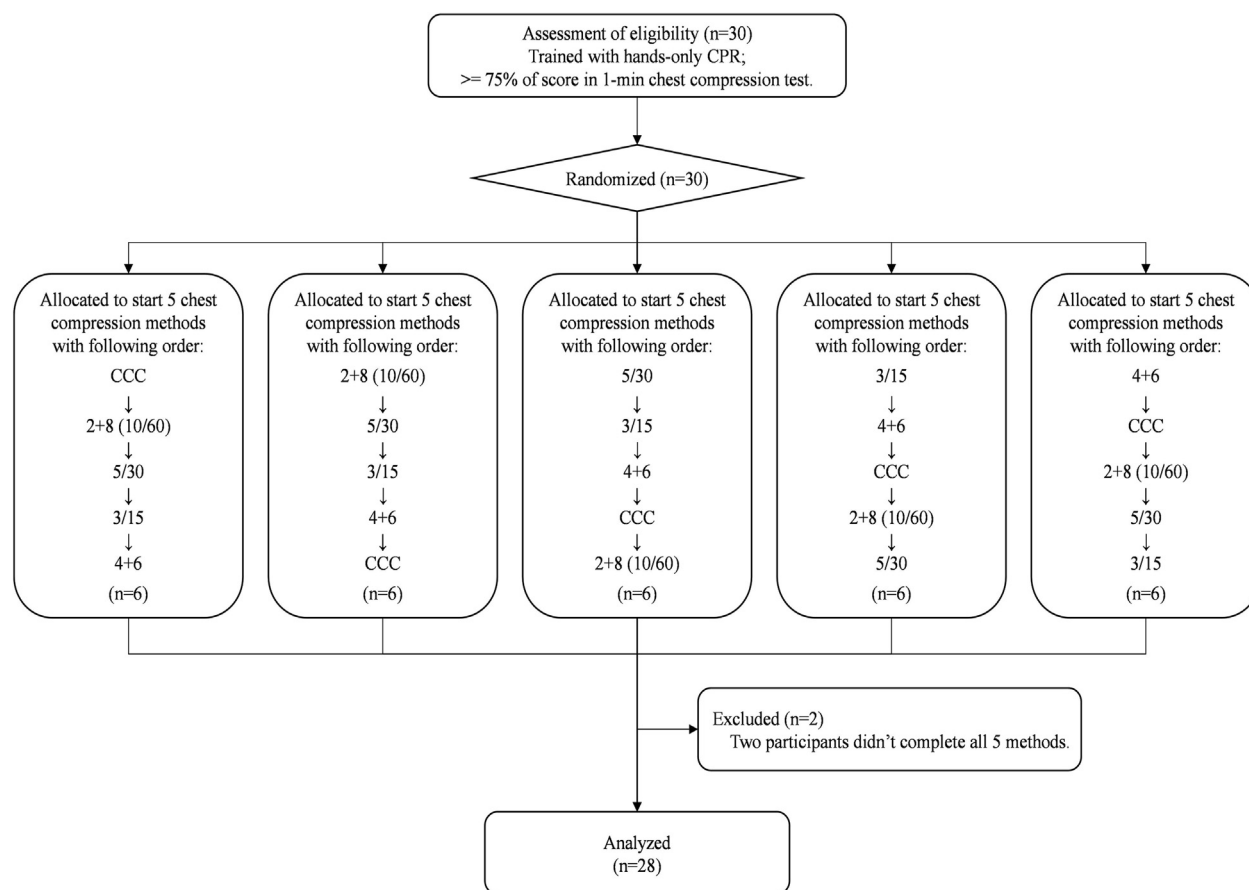 Assessment of eligibility (n=30)
Trained with hands-only CPR;
>= 75% of score in 1-min chest compression test.
Randomized (n=30)
Allocated to start 5 chest
compression methods
with following order:
CCC
↓
2+8 (10/60)
↓
5/30
↓
3/15
↓
4+6
(n=6)
Allocated to start 5 chest
compression methods
with following order:
2+8 (10/60)
↓
5/30
↓
3/15
↓
4+6
↓
CCC
(n=6)
Allocated to start 5 chest
compression methods
with following order:
5/30
↓
3/15
↓
4+6
↓
CCC
↓
2+8 (10/60)
(n=6)
Allocated to start 5 chest
compression methods
with following order:
3/15
↓
4+6
↓
CCC
↓
2+8 (10/60)
↓
5/30
(n=6)
Allocated to start 5 chest
compression methods
with following order:
4+6
↓
CCC
↓
2+8 (10/60)
↓
5/30
↓
3/15
(n=6)
Excluded (n=2)
Two participants didn’t complete all 5 methods.
Analyzed
(n=28)